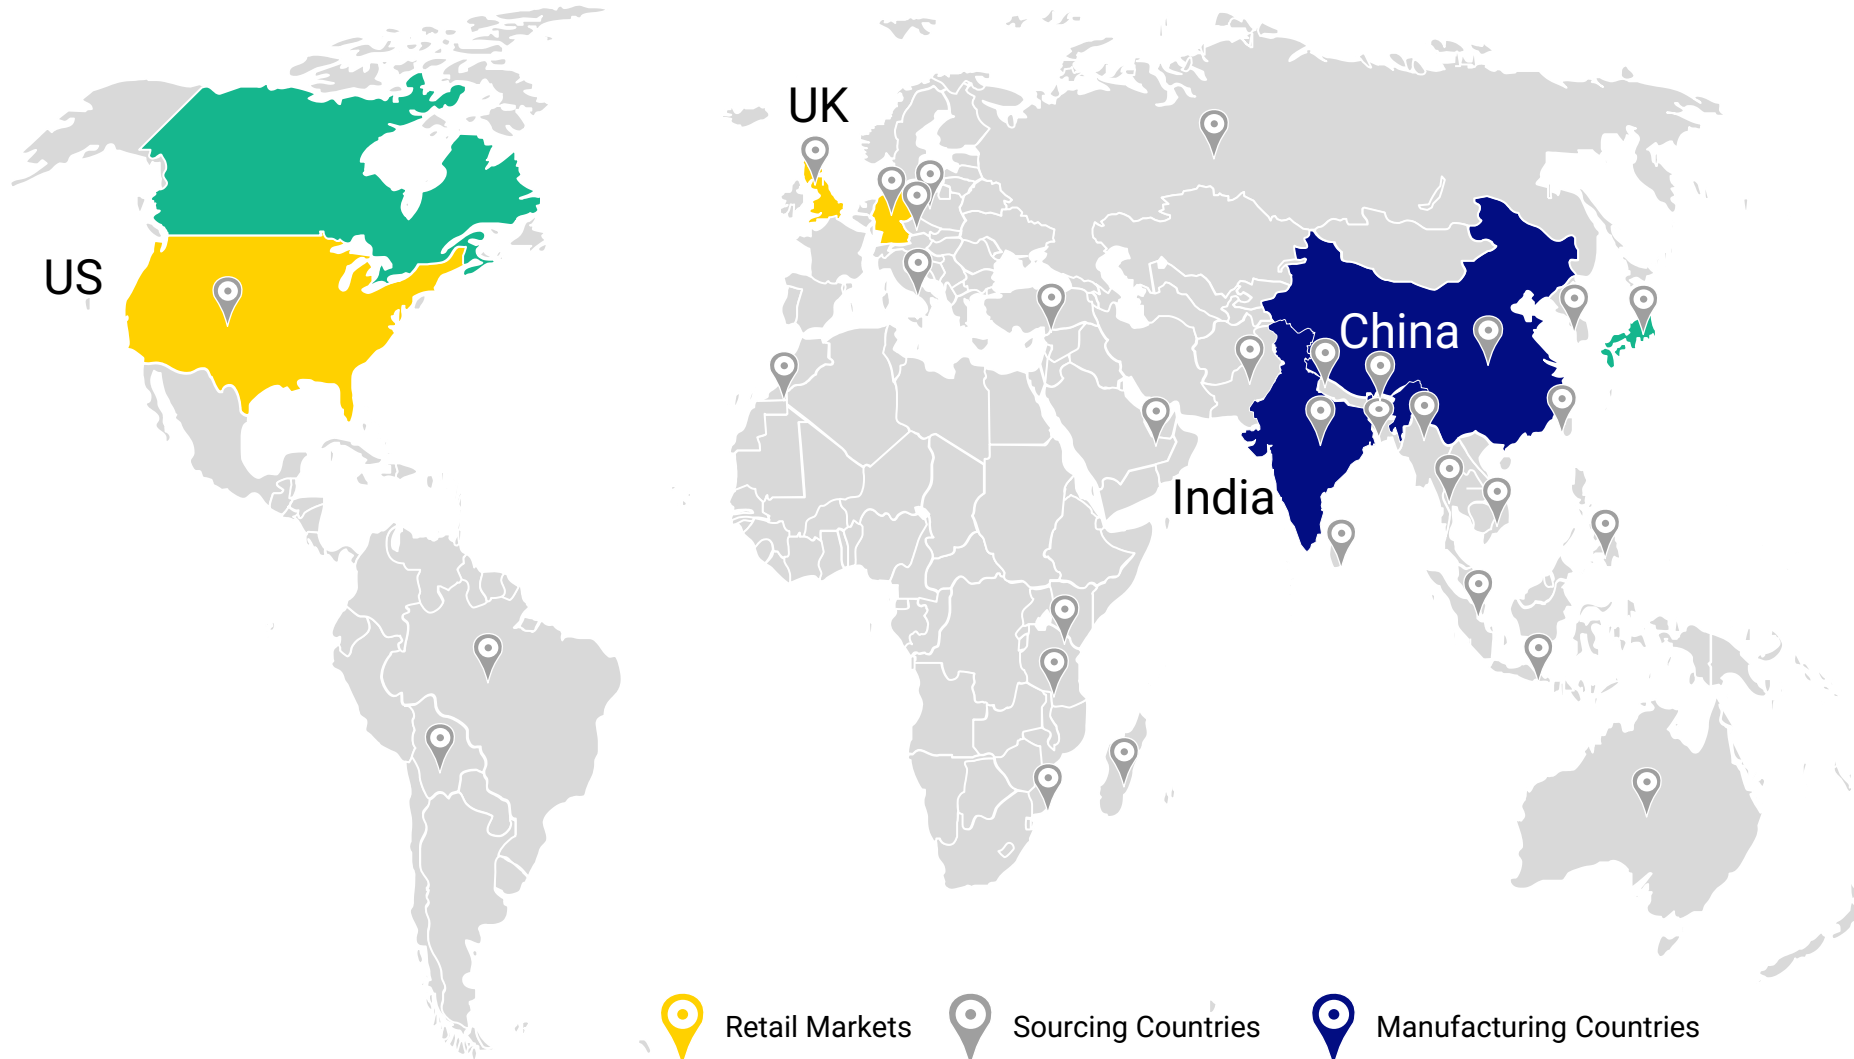 UK
US
China
India
Retail Markets
Sourcing Countries
Manufacturing Countries